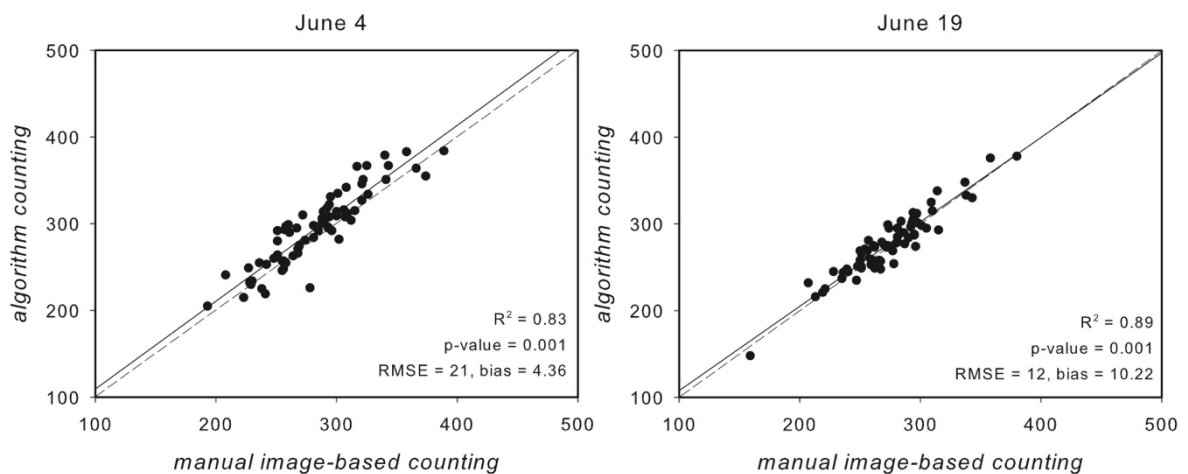 June 4
500
400
300
200
100
algorithm counting
R² = 0.83
p-value = 0.001
RMSE = 21, bias = 4.36
100 200 300 400 500
manual image-based counting
June 19
500
400
300
200
100
algorithm counting
R² = 0.89
p-value = 0.001
RMSE = 12, bias = 10.22
100 200 300 400 500
manual image-based counting